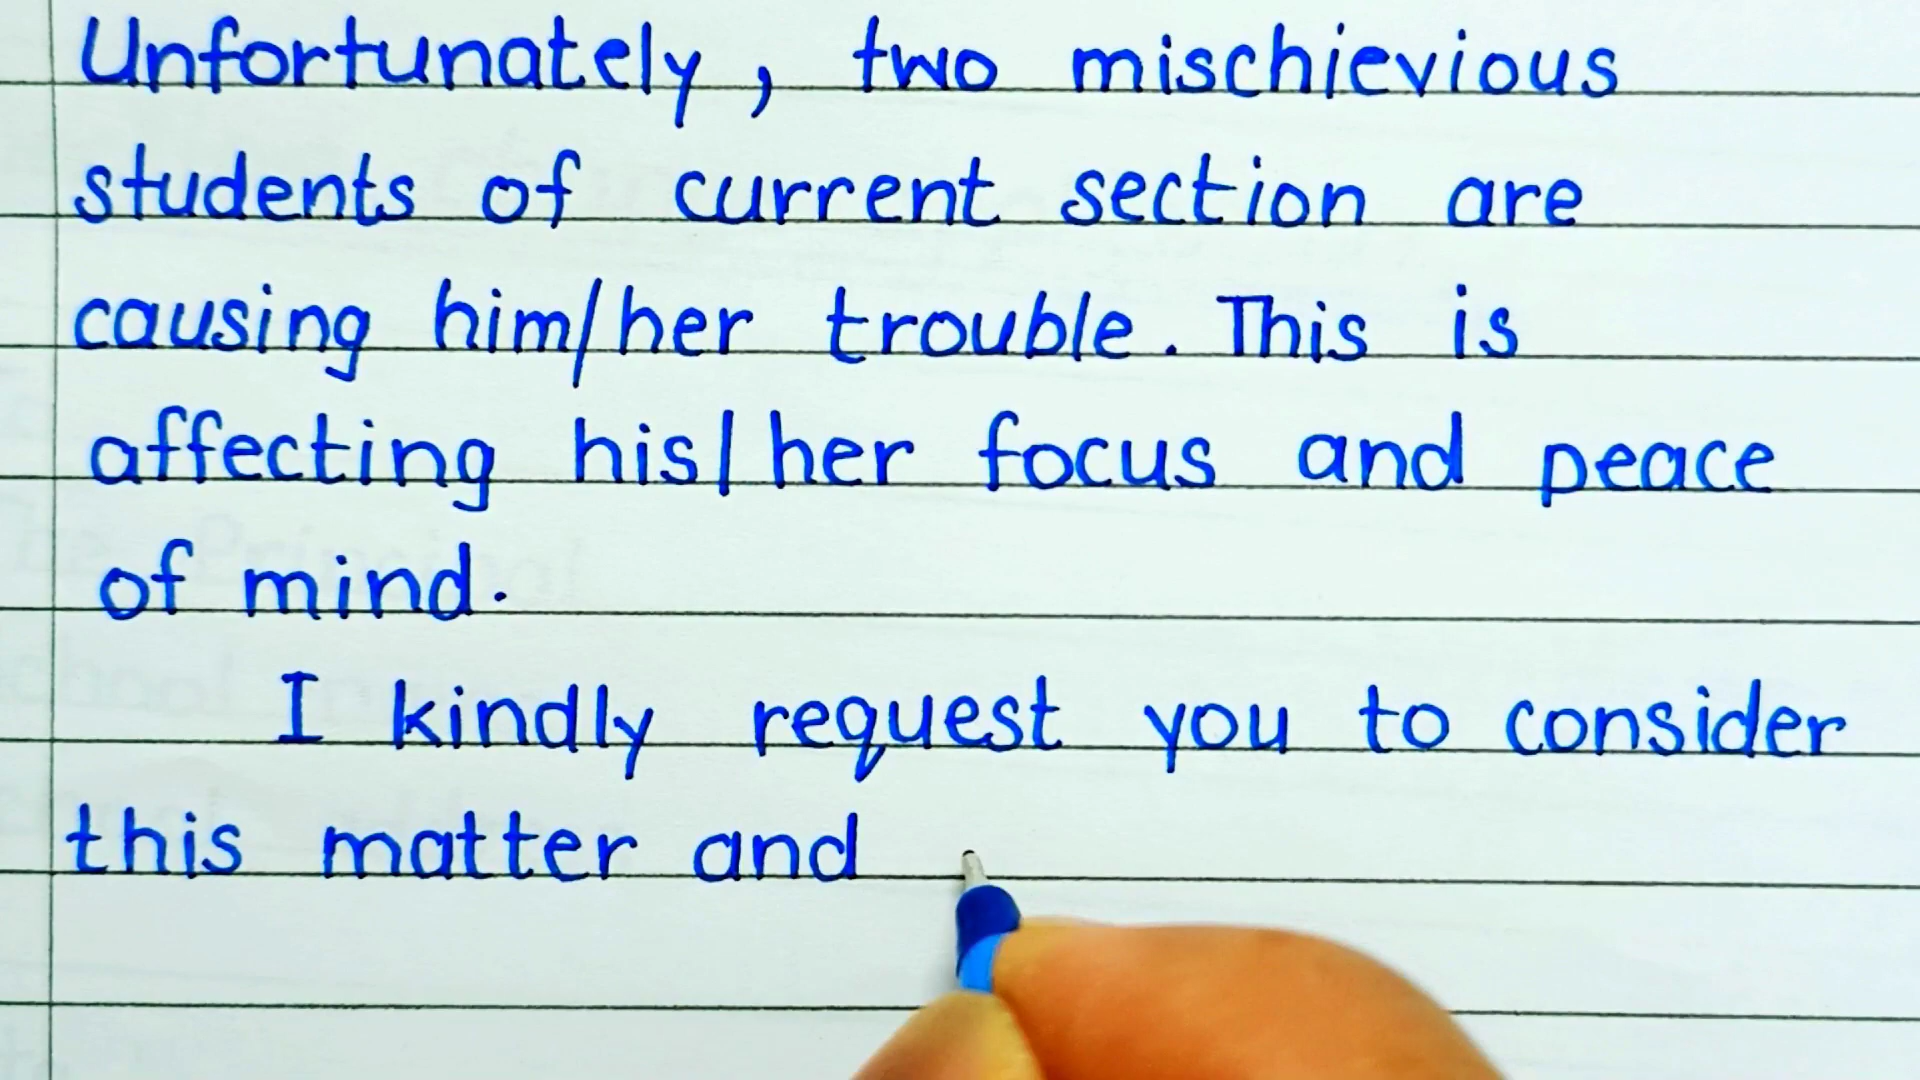 Unfortunately, two mischievious
students of current section are
causing him/her trouble. This is
affecting his/her focus and peace
of mind.
I kindly request you to consider
this matter and